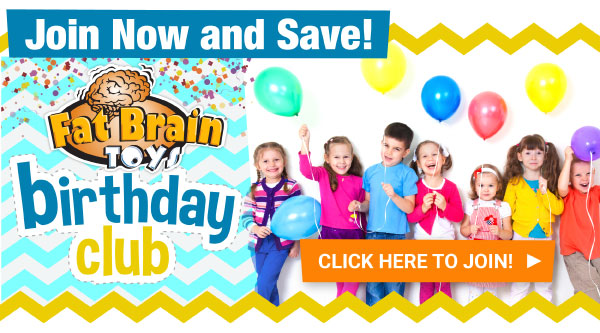 Join Now and Save!
Fat Brain
TOYS
birthday
club
CLICK HERE TO JOIN!